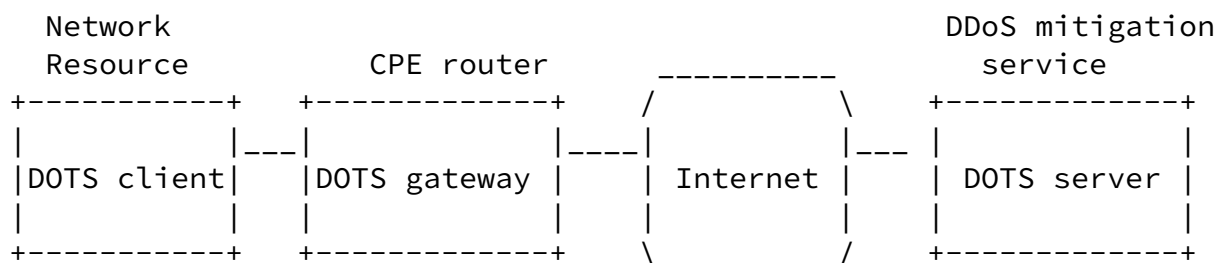 Network DDoS mitigation
Resource CPE router service
DOTS client DOTS gateway Internet DOTS server